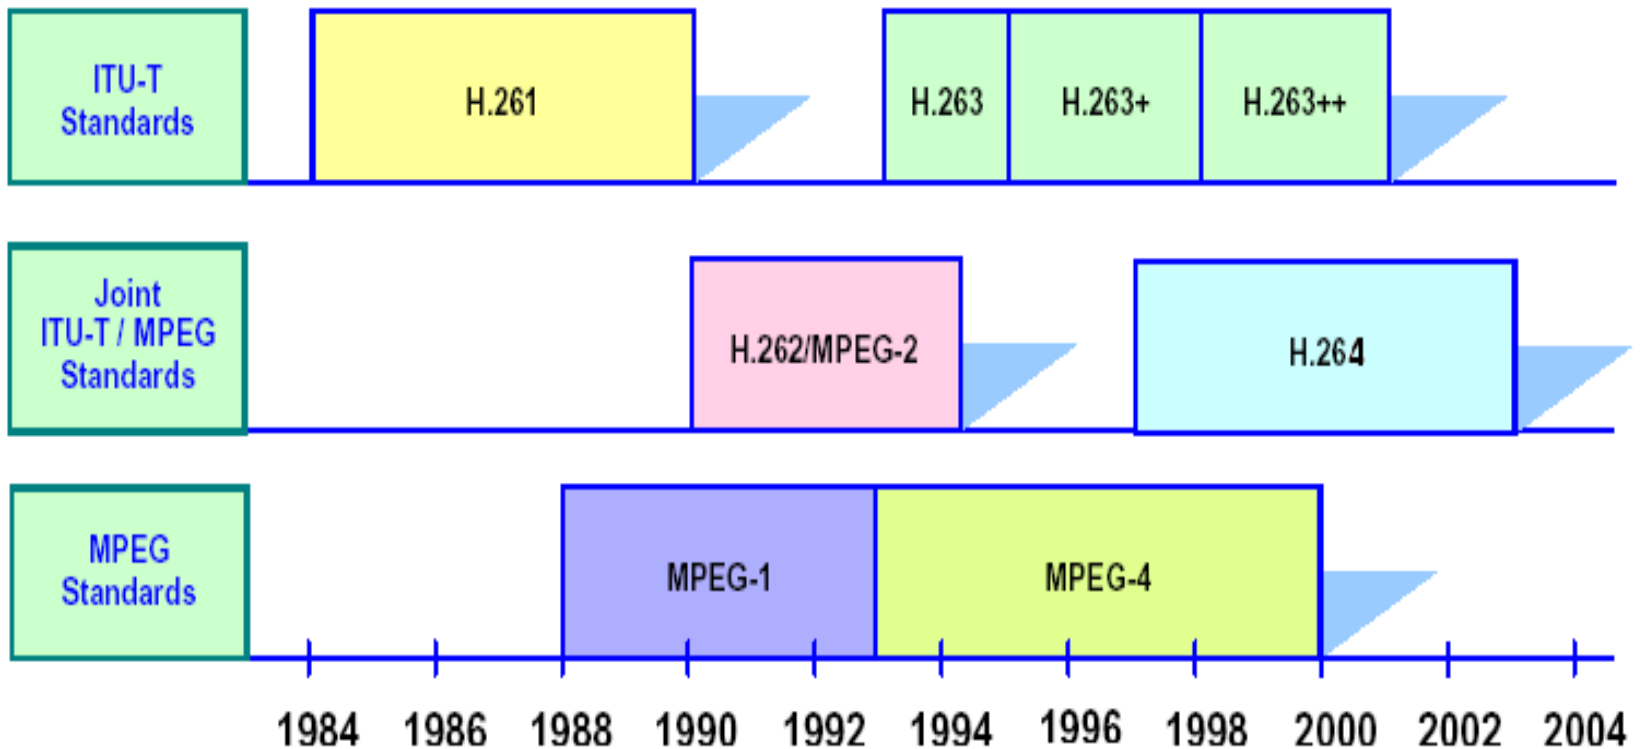 ITU-T
Standards
H.261
H.263
H.263+
H.263++
Joint
ITU-T / MPEG
Standards
H.262/MPEG-2
H.264
MPEG
Standards
MPEG-1
MPEG-4
1984 1986 1988 1990 1992 1994 1996 1998 2000 2002 2004